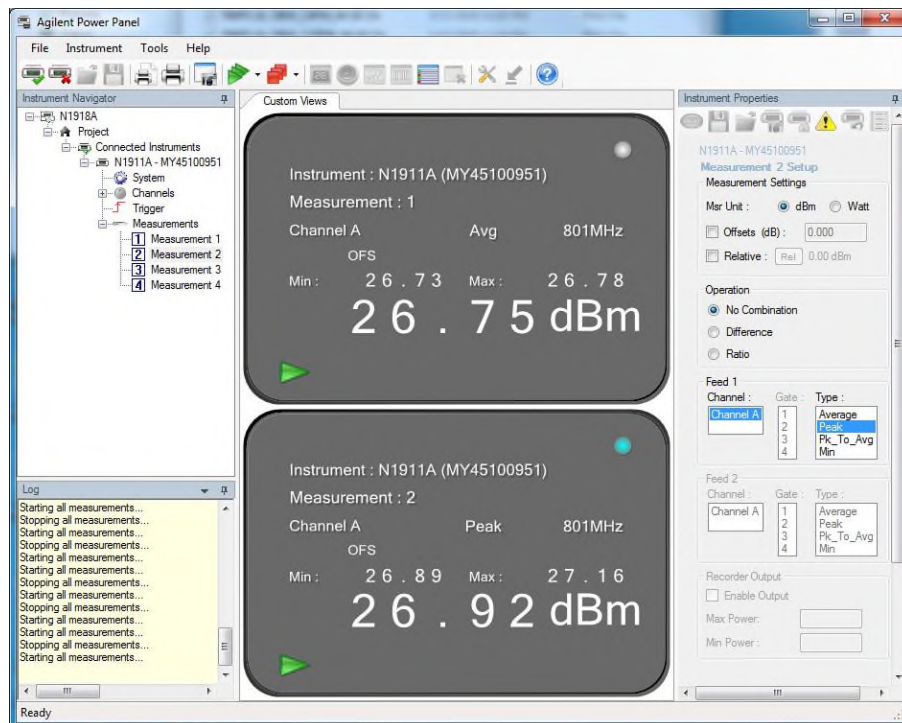 Agilent Power Panel
File Instrument Tools Help
Instrument Navigator
N1918A
Project
Connected Instruments
N1911A - MY45100951
System
Channels
Trigger
Measurements
1 Measurement 1
2 Measurement 2
3 Measurement 3
4 Measurement 4
Log
Starting all measurements...
Stopping all measurements...
Starting all measurements...
Stopping all measurements...
Starting all measurements...
Starting all measurements...
Stopping all measurements...
Starting all measurements...
Stopping all measurements...
Starting all measurements...
Starting all measurements...
Stopping all measurements...
Starting all measurements...
Custom Views
Instrument : N1911A (MY45100951)
Measurement : 1
Channel A Avg 801MHz
OFS
Min : 26.73 Max : 26.78
26.75 dBm
Instrument : N1911A (MY45100951)
Measurement : 2
Channel A Peak 801MHz
OFS
Min : 26.89 Max : 27.16
26.92 dBm
Instrument Properties
N1911A - MY45100951
Measurement 2 Setup
Measurement Settings
Msr Unit : dBm Watt
Offsets (dB) : 0.000
Relative : Rel 0.00 dBm
Operation
No Combination
Difference
Ratio
Feed 1
Channel : Gate : Type :
Channel A 1 Average
2 Peak
3 Pk_To_Avg
4 Min
Feed 2
Channel : Gate : Type :
Channel A 1 Average
2 Peak
3 Pk_To_Avg
4 Min
Recorder Output
Enable Output
Max Power:
Min Power :
Ready